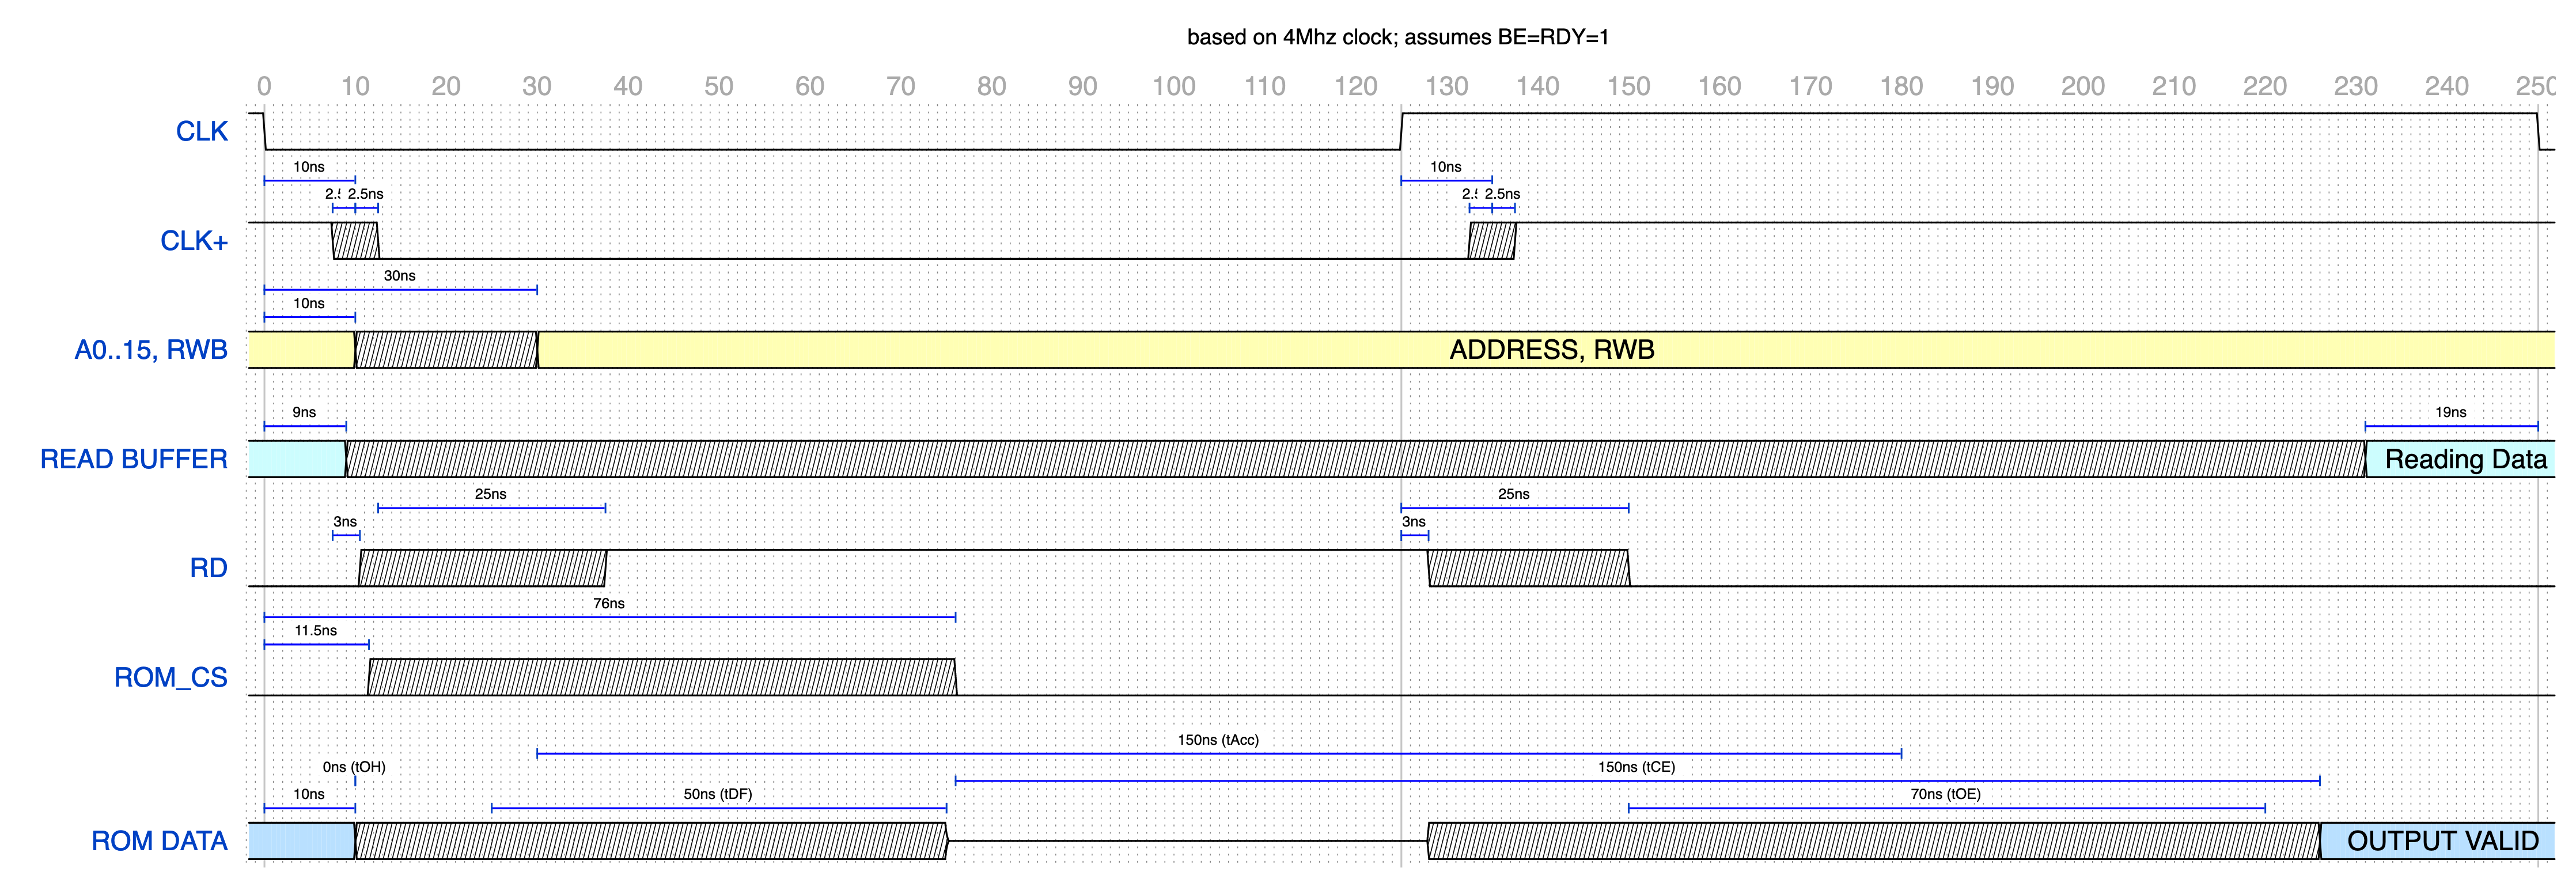 based on 4Mhz clock; assumes BE=RDY=1
0 10 20 30 40 50 60 70 80 90 100 110 120 130 140 150 160 170 180 190 200 210 220 230 240 250
CLK
10ns 10ns
2.5 2.5ns 2.5 2.5ns
CLK+
30ns
10ns
A0..15, RWB ADDRESS, RWB
9ns 19ns
READ BUFFER Reading Data
25ns 25ns
3ns 3ns
RD
76ns
11.5ns
ROM_CS
150ns (tAcc)
0ns (tOH) 150ns (tCE)
10ns 50ns (tDF) 70ns (tOE)
ROM DATA OUTPUT VALID